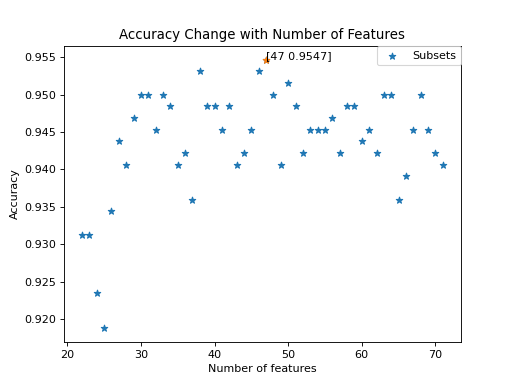 Accuracy Change with Number of Features
[47 0.9547]
Subsets
Accuracy
0.955
0.950
0.945
0.940
0.935
0.930
0.925
0.920
20 30 40 50 60 70
Number of features